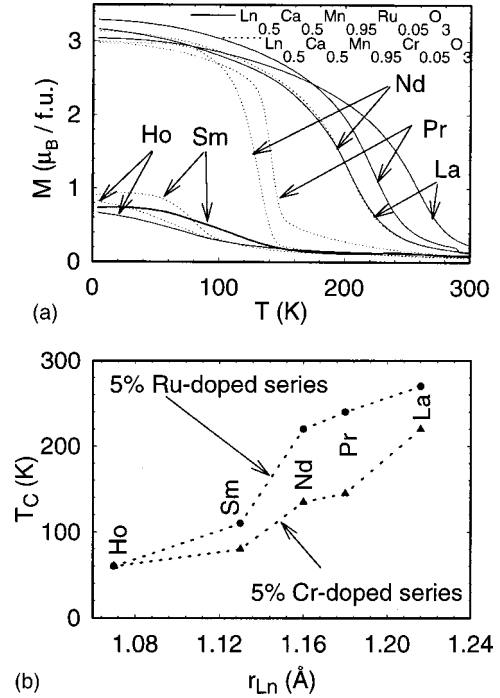 Ln0.5Ca0.5Mn0.95Ru0.05O3
Ln0.5Ca0.5Mn0.95Cr0.05O3
3
2
1
0
M (μB / f.u.)
Nd
Pr
La
Ho
Sm
0
100
200
300
T (K)
(a)
300
200
100
0
TC (K)
5% Ru-doped series
Ho
Sm
Nd
Pr
La
5% Cr-doped series
1.08
1.12
1.16
1.20
1.24
rLn (Å)
(b)